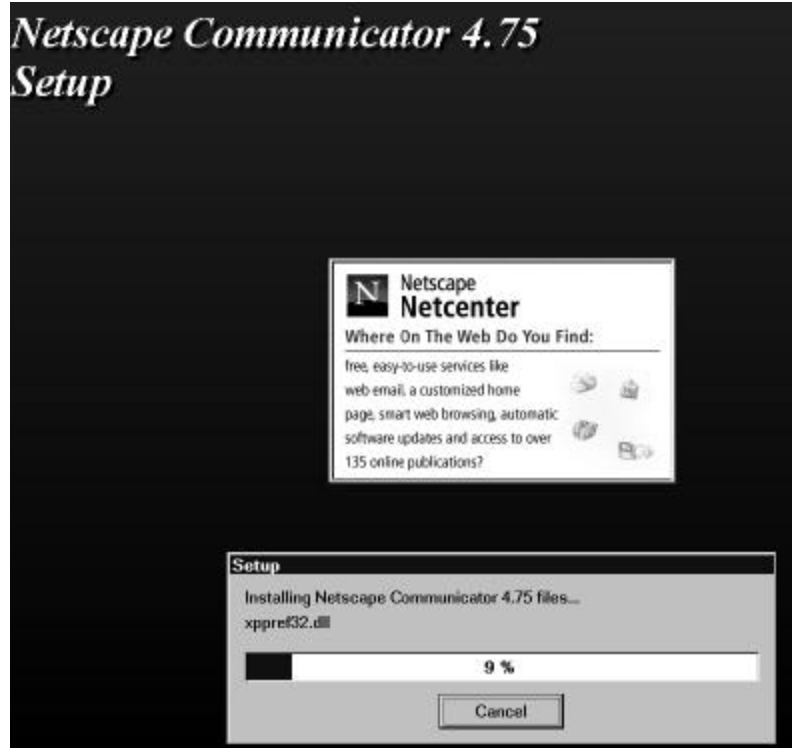 Netscape Communicator 4.75
Setup
N
Netscape
Netcenter
Where On The Web Do You Find:
free, easy-to-use services like
web email, a customized home
page, smart web browsing, automatic
software updates and access to over
135 online publications?
Setup
Installing Netscape Communicator 4.75 files...
xppref32.dll
9 %
Cancel